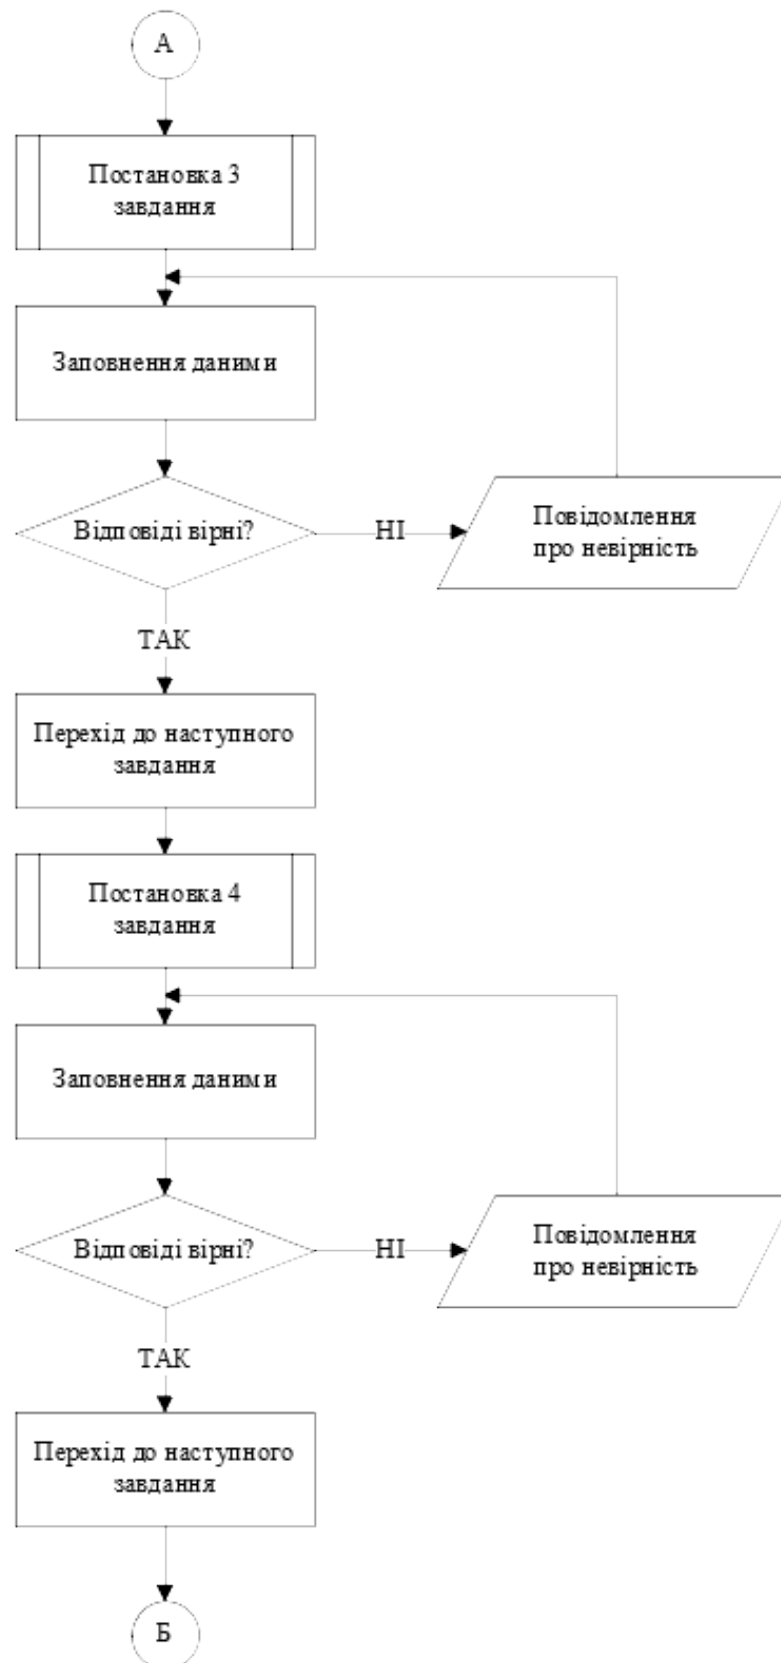 А
Постановка 3
завдання
Заповнення даними
Відповіді вірні?
НІ
Повідомлення
про невірність
ТАК
Перехід до наступного
завдання
Постановка 4
завдання
Заповнення даними
Відповіді вірні?
НІ
Повідомлення
про невірність
ТАК
Перехід до наступного
завдання
Б